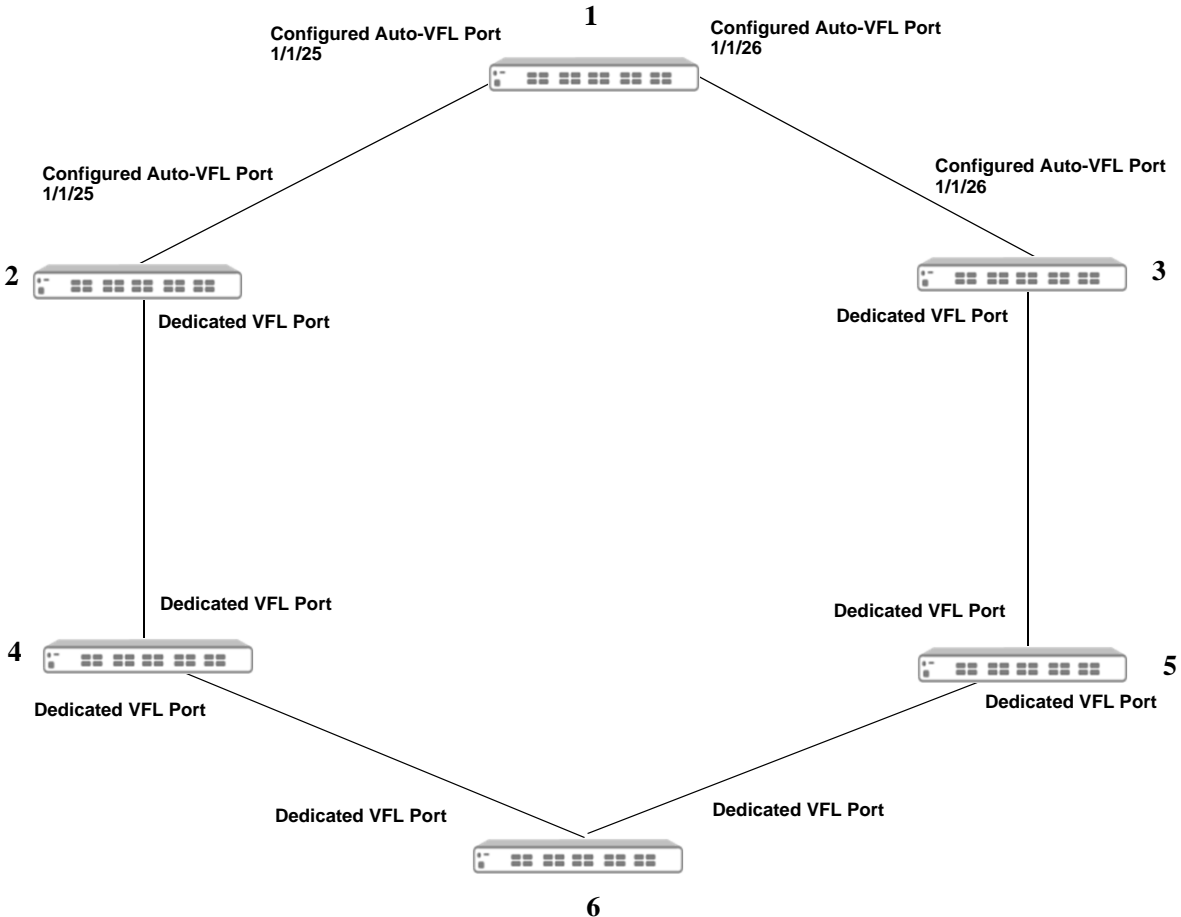 1
Configured Auto-VFL Port
1/1/25
Configured Auto-VFL Port
1/1/26
Configured Auto-VFL Port
1/1/25
Configured Auto-VFL Port
1/1/26
2
3
Dedicated VFL Port
Dedicated VFL Port
Dedicated VFL Port
Dedicated VFL Port
4
5
Dedicated VFL Port
Dedicated VFL Port
Dedicated VFL Port
Dedicated VFL Port
6